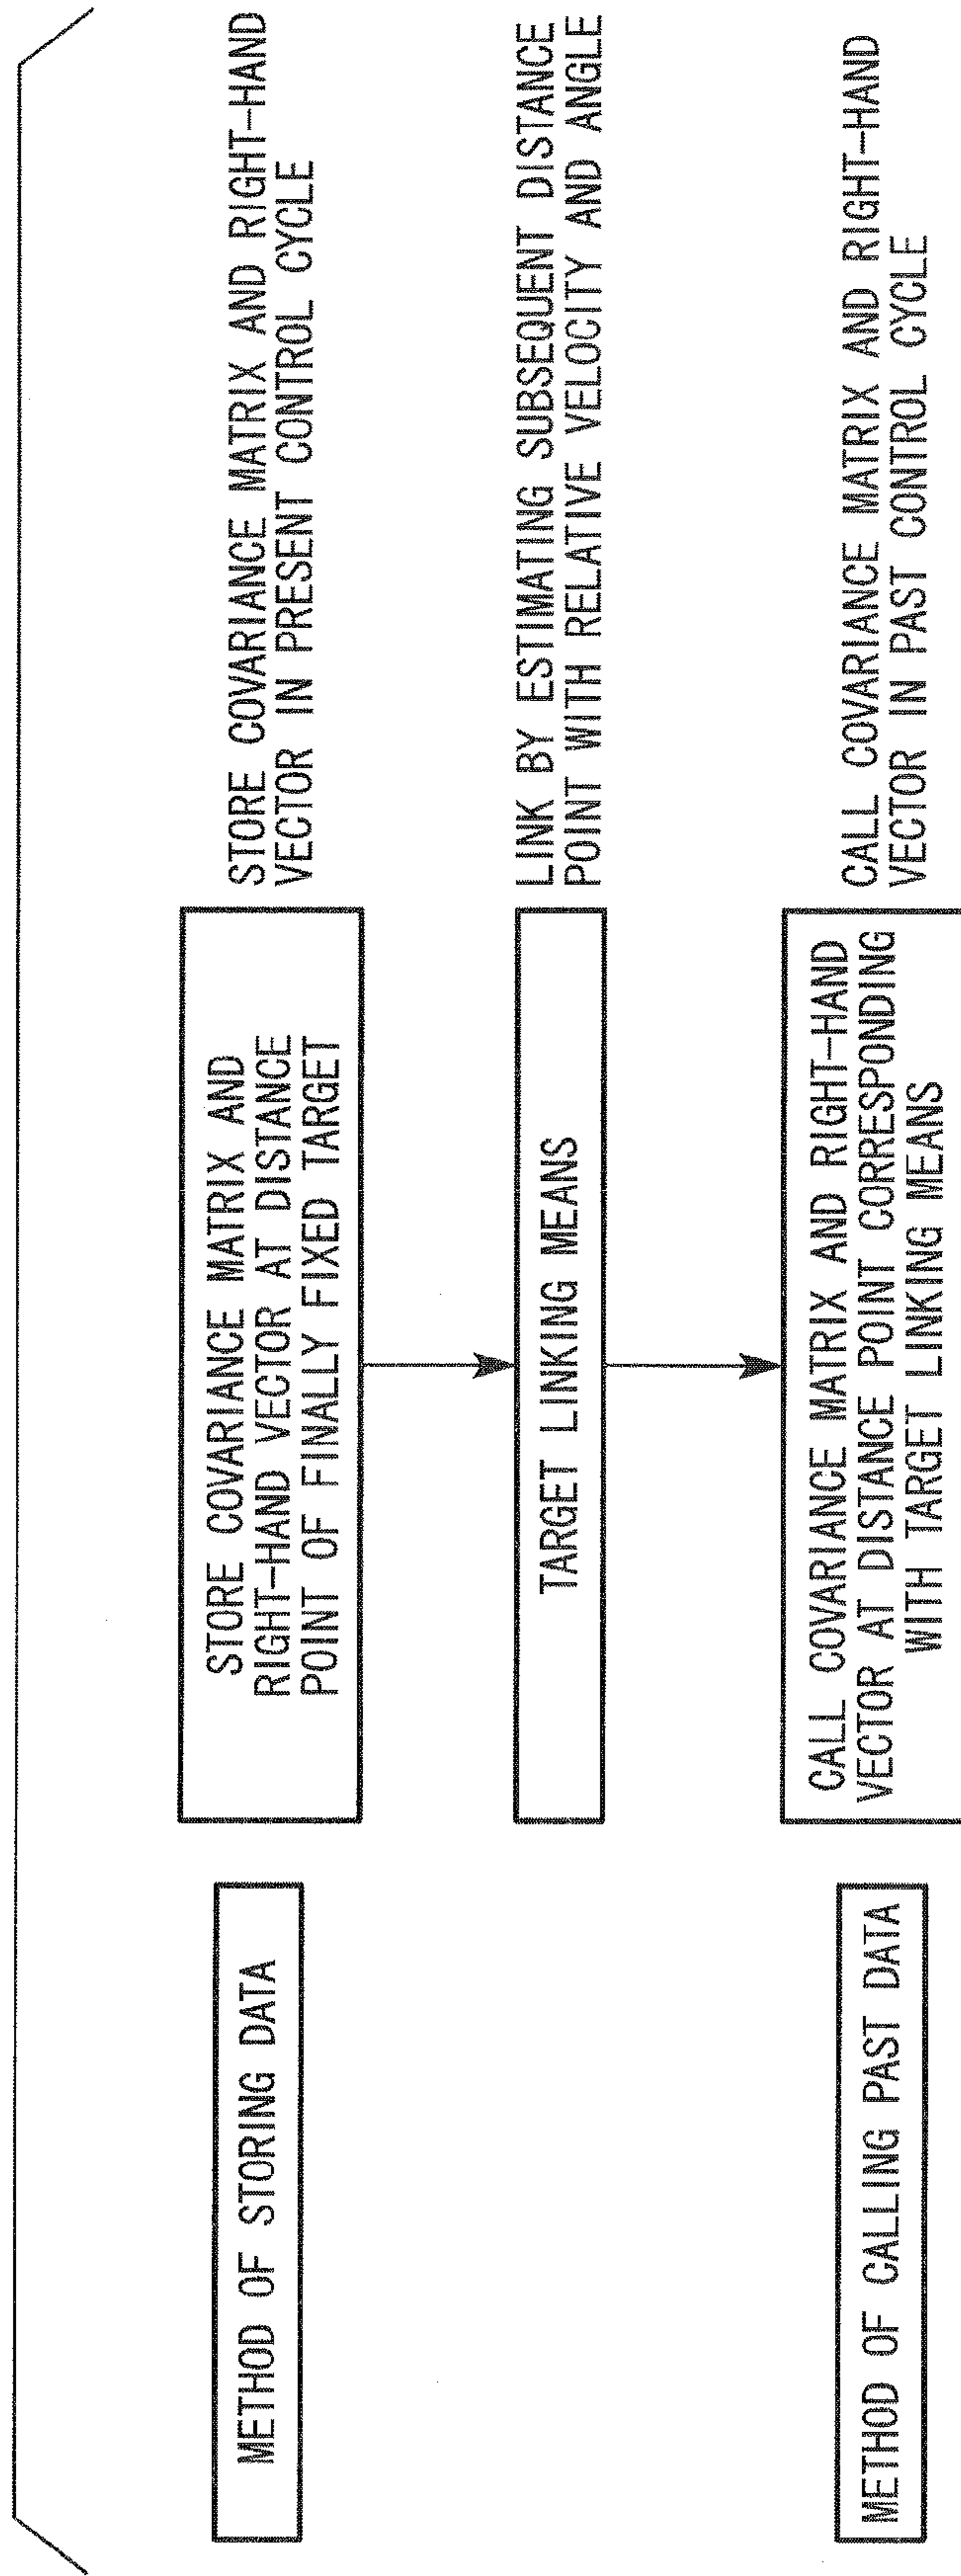 METHOD OF STORING DATA
STORE COVARIANCE MATRIX AND
RIGHT-HAND VECTOR AT DISTANCE
POINT OF FINALLY FIXED TARGET
STORE COVARIANCE MATRIX AND RIGHT-HAND
VECTOR IN PRESENT CONTROL CYCLE
TARGET LINKING MEANS
LINK BY ESTIMATING SUBSEQUENT DISTANCE
POINT WITH RELATIVE VELOCITY AND ANGLE
METHOD OF CALLING PAST DATA
CALL COVARIANCE MATRIX AND RIGHT-HAND
VECTOR AT DISTANCE POINT CORRESPONDING
WITH TARGET LINKING MEANS
CALL COVARIANCE MATRIX AND RIGHT-HAND
VECTOR IN PAST CONTROL CYCLE